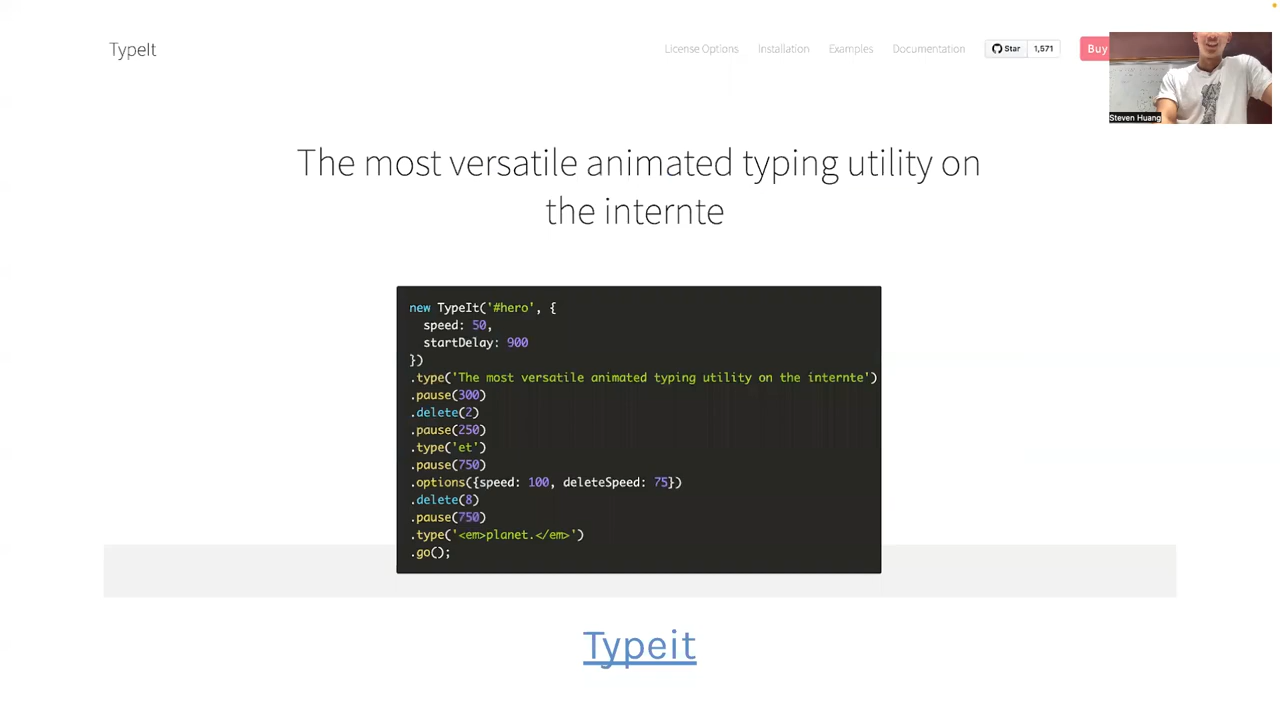 TypeIt
License Options
Installation
Examples
Documentation
Star
1,571
Buy
Steven Huang
The most versatile animated typing utility on
the internte
new TypeIt('#hero', {
speed: 50,
startDelay: 900
})
.type('The most versatile animated typing utility on the internte')
.pause(300)
.delete(2)
.pause(250)
.type('et')
.pause(750)
.options({speed: 100, deleteSpeed: 75})
.delete(8)
.pause(750)
.type('<em>planet.</em>')
.go();
Typeit